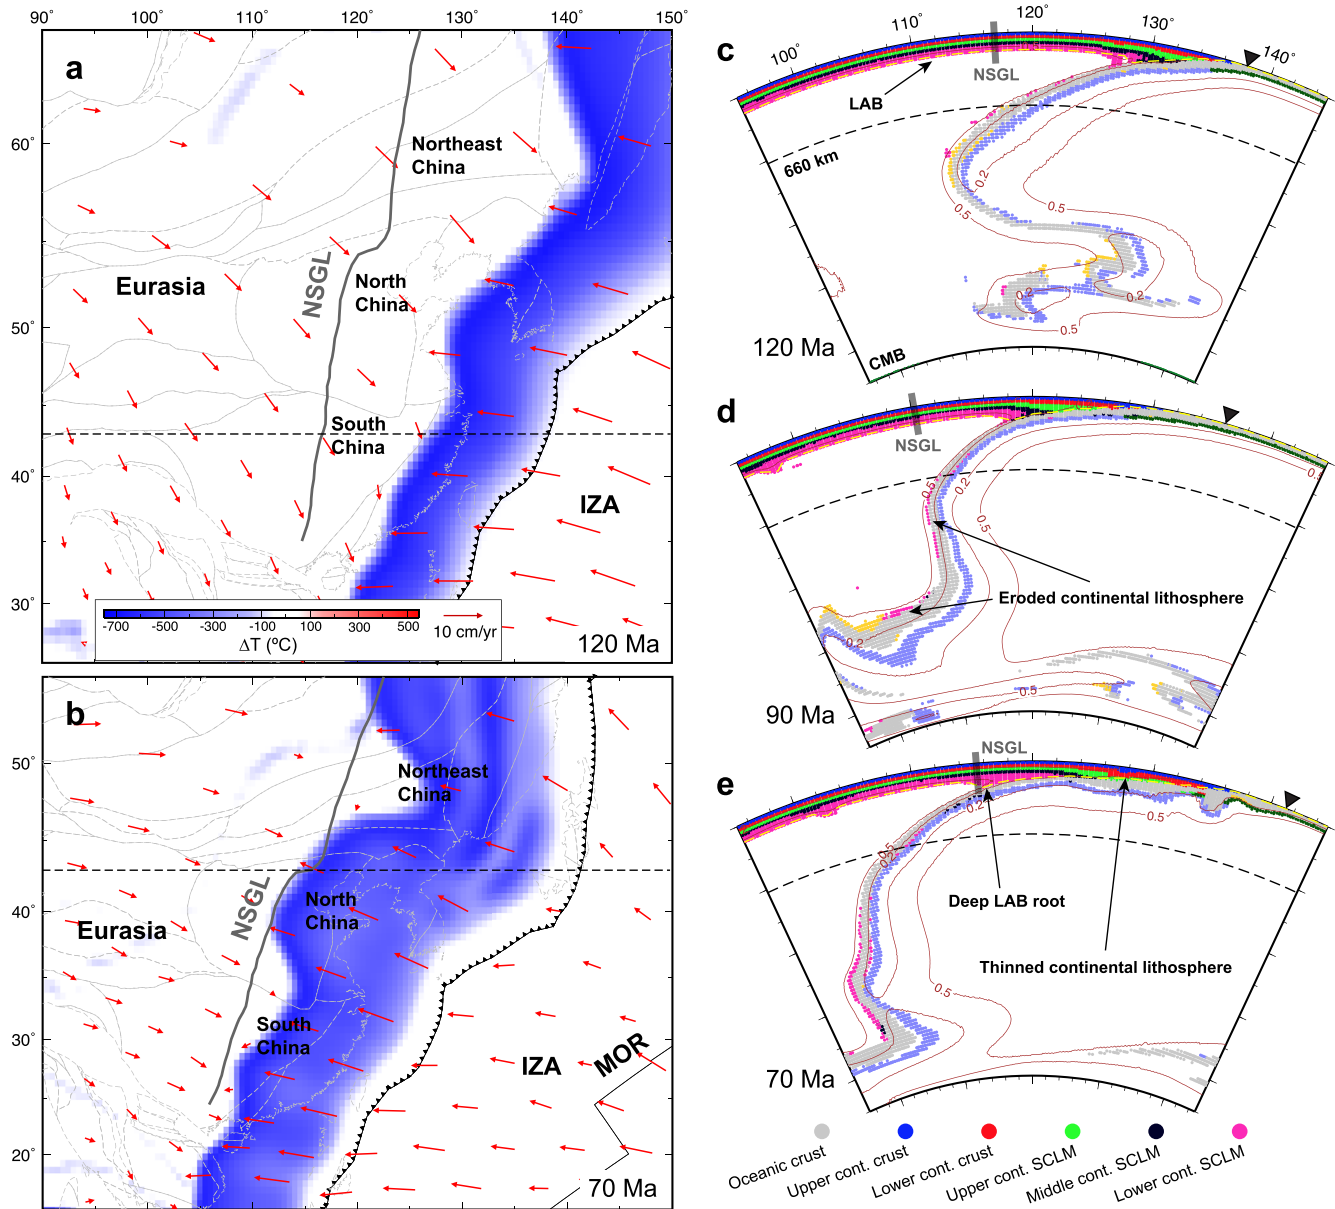 90° 100° 110° 120° 130° 140° 150°
a
60°
50°
40°
30°
Northeast
China
North
China
South
China
Eurasia
NSGL
IZA
-700 -500 -300 -100 100 300 500
ΔT (°C)
10 cm/yr
120 Ma
b
50°
40°
30°
20°
Northeast
China
North
China
South
China
Eurasia
NSGL
IZA
MOR
70 Ma
c
100° 110° 120° 130° 140°
NSGL
LAB
660 km
0.2
0.5
0.5
0.2
0.2
0.5
CMB
120 Ma
d
NSGL
0.5
0.2
0.5
0.5
Eroded continental lithosphere
0.2
0.5
90 Ma
e
NSGL
0.2
0.5
0.5
Deep LAB root
Thinned continental lithosphere
0.5
70 Ma
Oceanic crust
Upper cont. crust
Lower cont. crust
Upper cont. SCLM
Middle cont. SCLM
Lower cont. SCLM